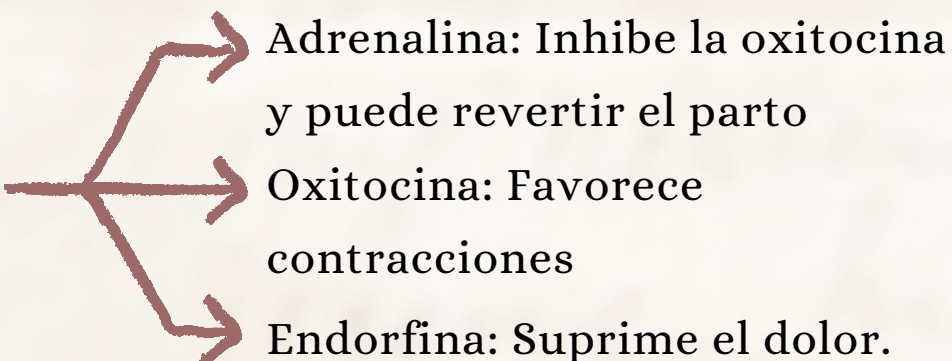 Adrenalina: Inhibe la oxitocina
y puede revertir el parto
Oxitocina: Favorece
contracciones
Endorfina: Suprime el dolor.